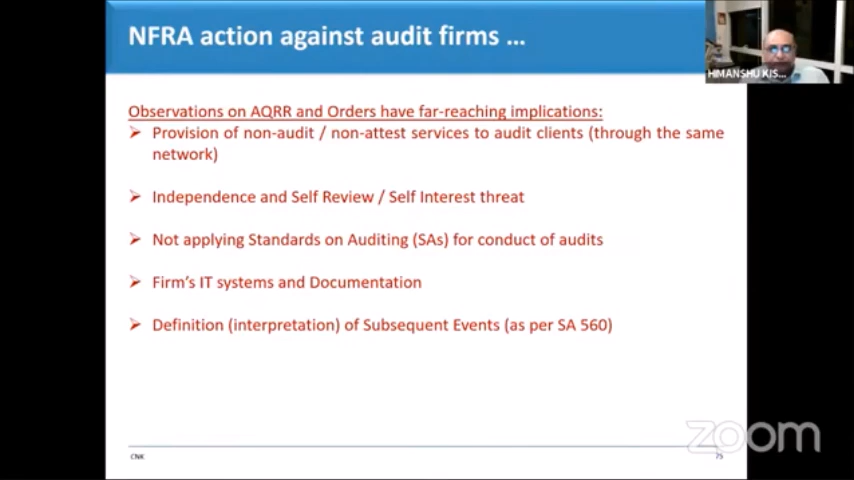 NFRA action against audit firms ...
HIMANSHU KIS...
Observations on AQRR and Orders have far-reaching implications:
➢ Provision of non-audit / non-attest services to audit clients (through the same
network)
➢ Independence and Self Review / Self Interest threat
➢ Not applying Standards on Auditing (SAs) for conduct of audits
➢ Firm's IT systems and Documentation
➢ Definition (interpretation) of Subsequent Events (as per SA 560)
zoom
CNK
75